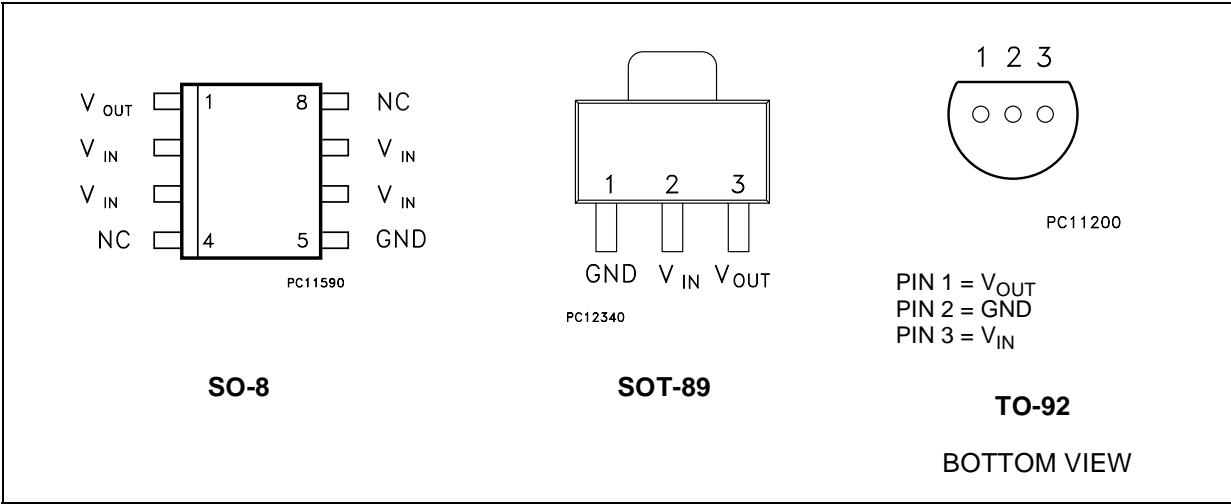 V OUT 1 8 NC
V IN V IN
V IN V IN
NC 4 5 GND
PC11590
SO-8
1 2 3
GND V IN V OUT
PC12340
SOT-89
1 2 3
PC11200
PIN 1 = VOUT
PIN 2 = GND
PIN 3 = VIN
TO-92
BOTTOM VIEW